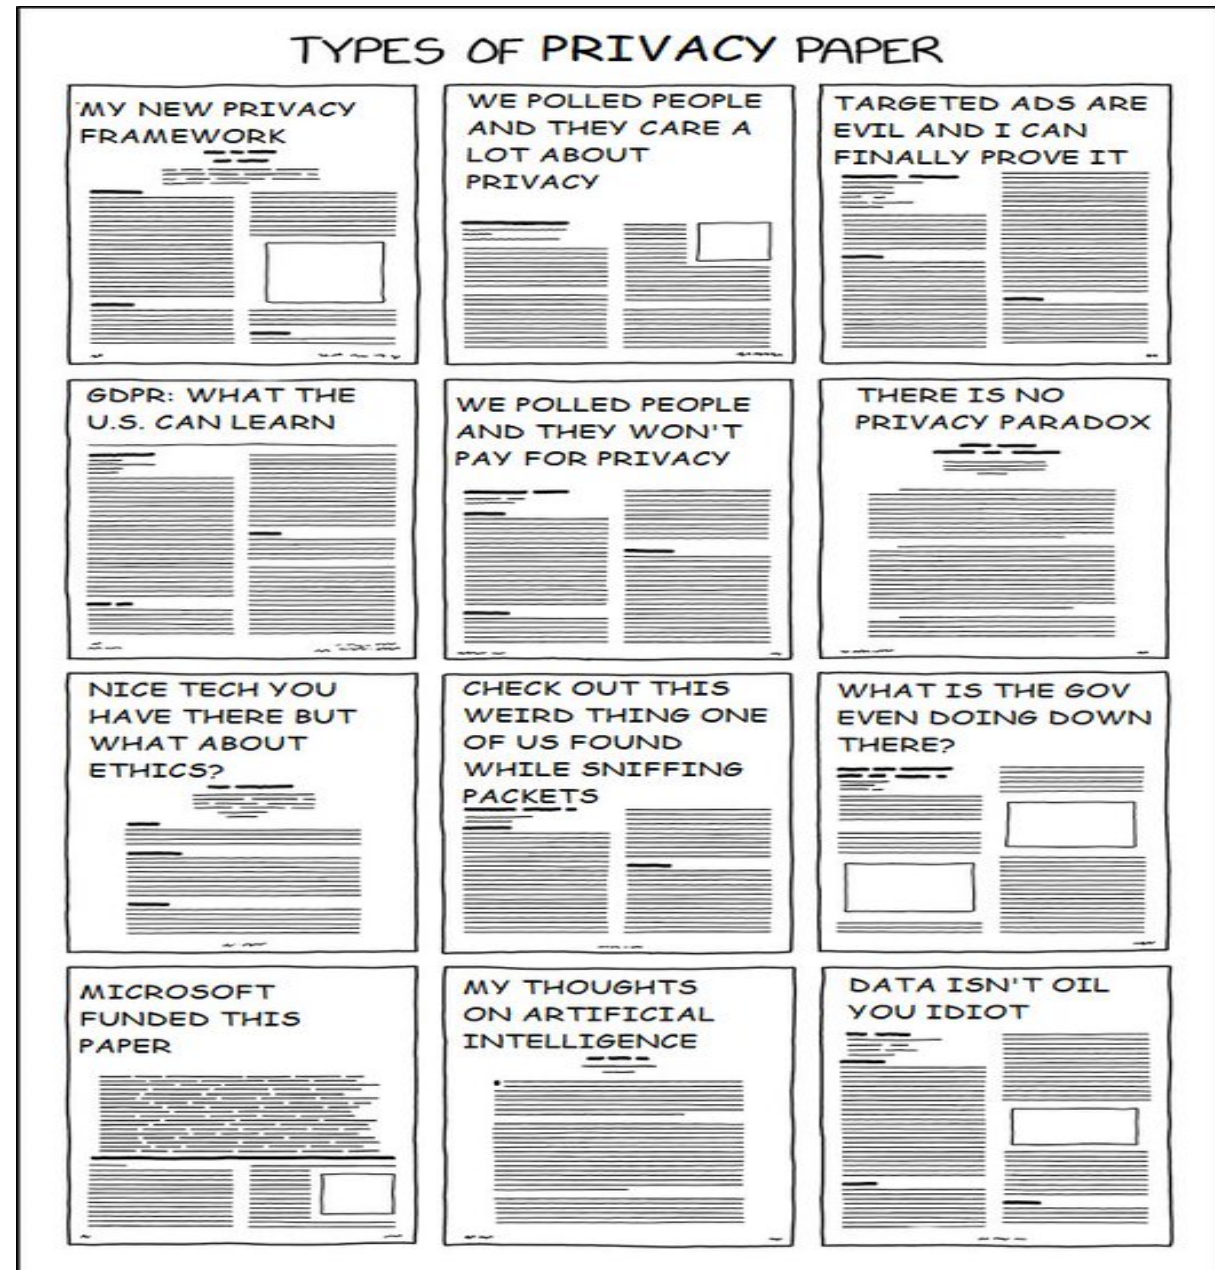 TYPES OF PRIVACY PAPER
MY NEW PRIVACY
FRAMEWORK
WE POLLED PEOPLE
AND THEY CARE A
LOT ABOUT
PRIVACY
TARGETED ADS ARE
EVIL AND I CAN
FINALLY PROVE IT
GDPR: WHAT THE
U.S. CAN LEARN
WE POLLED PEOPLE
AND THEY WON'T
PAY FOR PRIVACY
THERE IS NO
PRIVACY PARADOX
NICE TECH YOU
HAVE THERE BUT
WHAT ABOUT
ETHICS?
CHECK OUT THIS
WEIRD THING ONE
OF US FOUND
WHILE SNIFFING
PACKETS
WHAT IS THE GOV
EVEN DOING DOWN
THERE?
MICROSOFT
FUNDED THIS
PAPER
MY THOUGHTS
ON ARTIFICIAL
INTELLIGENCE
DATA ISN'T OIL
YOU IDIOT